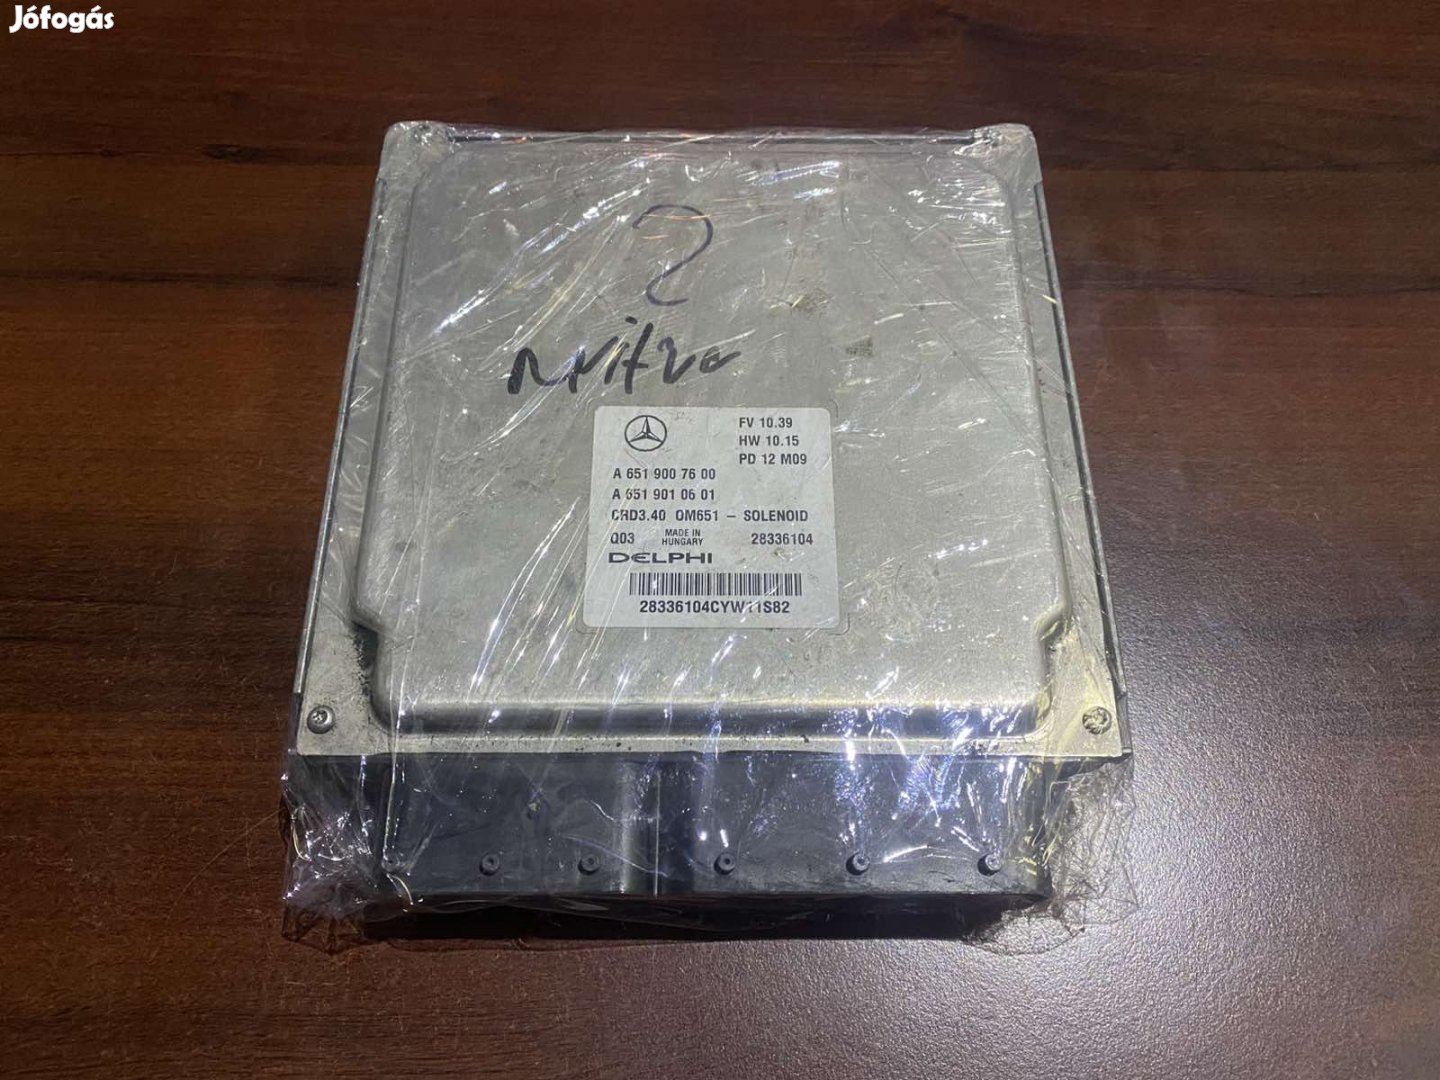 Jófogás
2
nyitva
FV 10.39
HW 10.15
PD 12 M09
A 651 900 76 00
A 651 901 06 01
CRD3.40 OM651 – SOLENOID
Q03 MADE IN HUNGARY 28336104
DELPHI
28336104CYW11S82